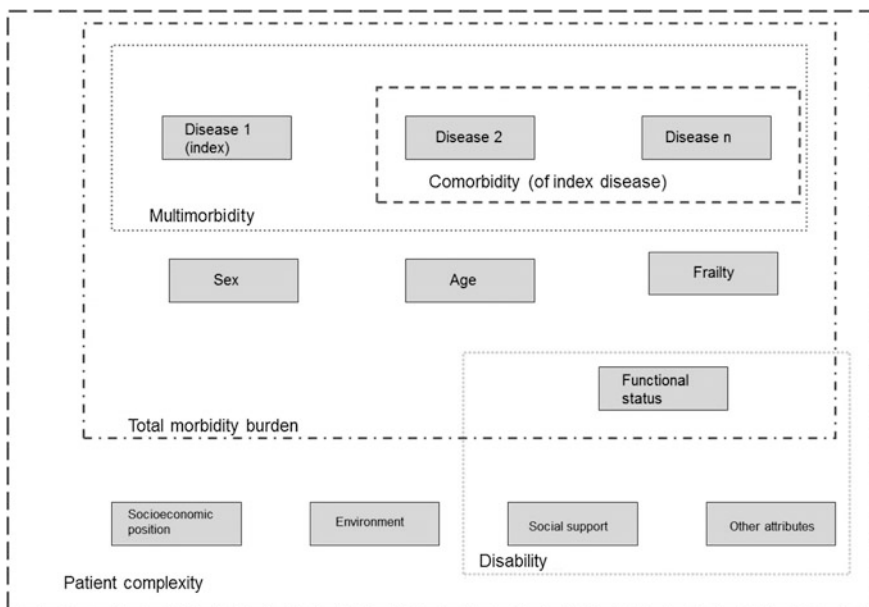 Disease 1
(index)
Disease 2
Disease n
Comorbidity (of index disease)
Multimorbidity
Sex
Age
Frailty
Functional
status
Total morbidity burden
Socioeconomic
position
Environment
Social support
Other attributes
Disability
Patient complexity